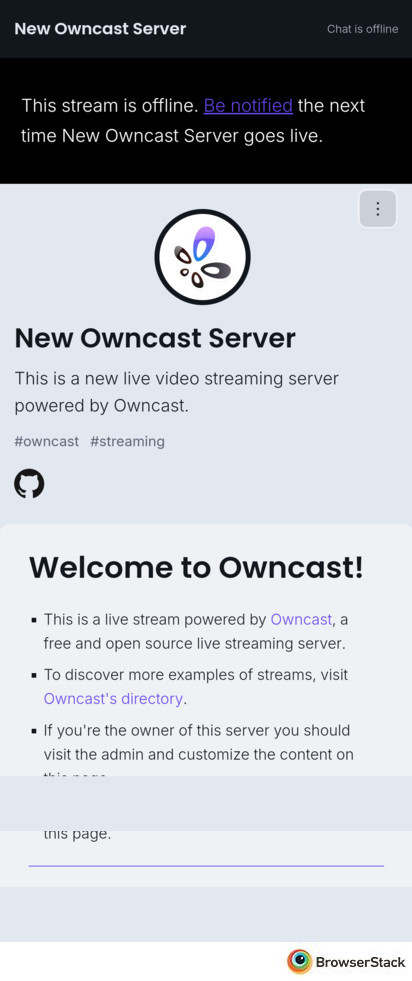 New Owncast Server
Chat is offline
This stream is offline. Be notified the next
time New Owncast Server goes live.
New Owncast Server
This is a new live video streaming server
powered by Owncast.
#owncast #streaming
Welcome to Owncast!
This is a live stream powered by Owncast, a
free and open source live streaming server.
To discover more examples of streams, visit
Owncast's directory.
If you're the owner of this server you should
visit the admin and customize the content on
this page.
this page.
BrowserStack